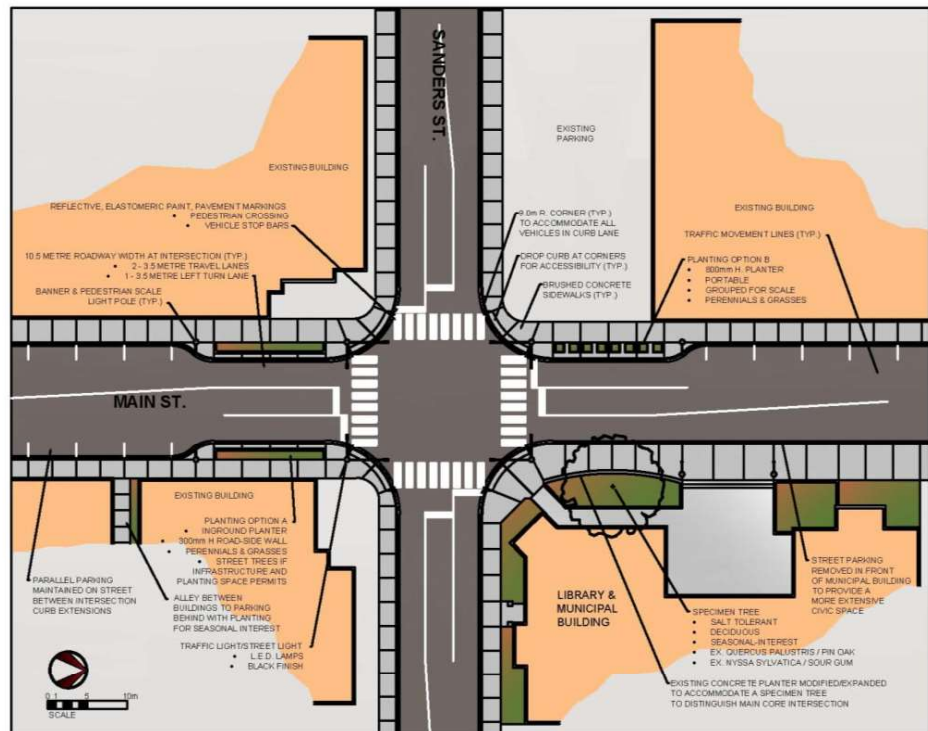 SANDERS ST.
EXISTING
PARKING
EXISTING BUILDING
REFLECTIVE, ELASTOMERIC PAINT, PAVEMENT MARKINGS
• PEDESTRIAN CROSSING
• VEHICLE STOP BARS
10.5 METRE ROADWAY WIDTH AT INTERSECTION (TYP.)
• 2 - 3.5 METRE TRAVEL LANES
• 1 - 3.5 METRE LEFT TURN LANE
BANNER & PEDESTRIAN SCALE
LIGHT POLE (TYP.)
9.0m R. CORNER (TYP.)
TO ACCOMMODATE ALL
VEHICLES IN CURB LANE
DROP CURB AT CORNERS
FOR ACCESSIBILITY (TYP.)
BRUSHED CONCRETE
SIDEWALKS (TYP.)
EXISTING BUILDING
TRAFFIC MOVEMENT LINES (TYP.)
PLANTING OPTION B
• 800mm H. PLANTER
• PORTABLE
• GROUPED FOR SCALE
• PERENNIALS & GRASSES
MAIN ST.
EXISTING BUILDING
PLANTING OPTION A
• INGROUND PLANTER
• 300mm H ROAD-SIDE WALL
• PERENNIALS & GRASSES
• STREET TREES IF
INFRASTRUCTURE AND
PLANTING SPACE PERMITS
PARALLEL PARKING
MAINTAINED ON STREET
BETWEEN INTERSECTION
CURB EXTENSIONS
ALLEY BETWEEN
BUILDINGS TO PARKING
BEHIND WITH PLANTING
FOR SEASONAL INTEREST
TRAFFIC LIGHT/STREET LIGHT
• L.E.D. LAMPS
• BLACK FINISH
LIBRARY &
MUNICIPAL
BUILDING
STREET PARKING
REMOVED IN FRONT
OF MUNICIPAL BUILDING
TO PROVIDE A
MORE EXTENSIVE
CIVIC SPACE
SPECIMEN TREE
• SALT TOLERANT
• DECIDUOUS
• SEASONAL-INTEREST
• EX. QUERCUS PALUSTRIS / PIN OAK
• EX. NYSSA SYLVATICA / SOUR GUM
EXISTING CONCRETE PLANTER MODIFIED/EXPANDED
TO ACCOMMODATE A SPECIMEN TREE
TO DISTINGUISH MAIN CORE INTERSECTION
0 1 5 10m
SCALE